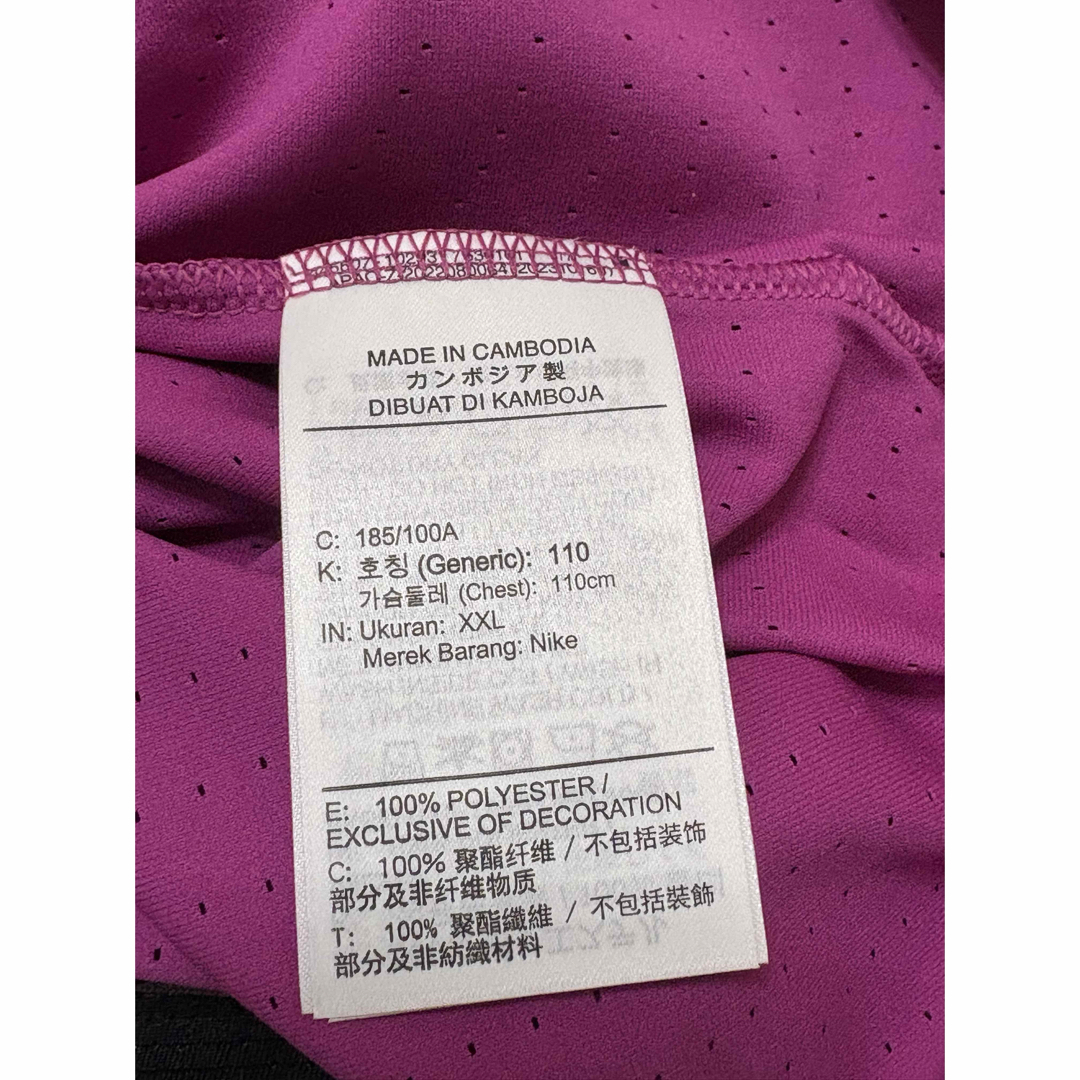 MADE IN CAMBODIA
カンボジア製
DIBUAT DI KAMBOJA
C: 185/100A
K: 호칭 (Generic): 110
가슴둘레 (Chest): 110cm
IN: Ukuran: XXL
Merek Barang: Nike
E: 100% POLYESTER /
EXCLUSIVE OF DECORATION
C: 100% 聚酯纤维 / 不包括装饰
部分及非纤维物质
T: 100% 聚酯纖維 / 不包括裝飾
部分及非紡織材料